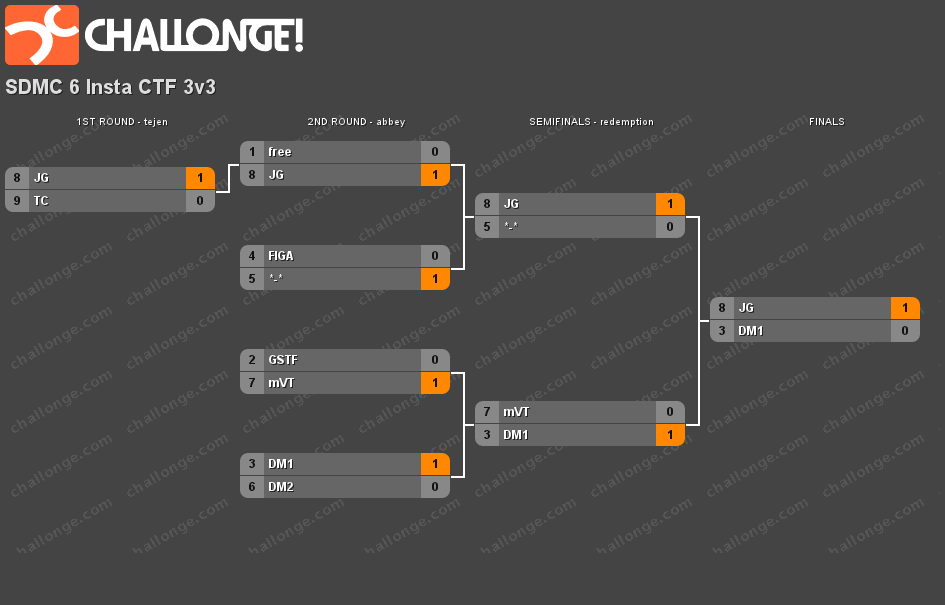 CHALLONGE!
SDMC 6 Insta CTF 3v3
1ST ROUND - tejen
2ND ROUND - abbey
SEMIFINALS - redemption
FINALS
8 JG 1
9 TC 0
1 free 0
8 JG 1
4 FIGA 0
5 *-* 1
2 GSTF 0
7 mVT 1
3 DM1 1
6 DM2 0
8 JG 1
5 *-* 0
7 mVT 0
3 DM1 1
8 JG 1
3 DM1 0
challonge.com